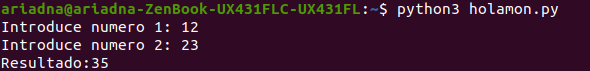 ariadna@ariadna-ZenBook-UX431FLC-UX431FL:~$ python3 holamon.py
Introduce numero 1: 12
Introduce numero 2: 23
Resultado:35